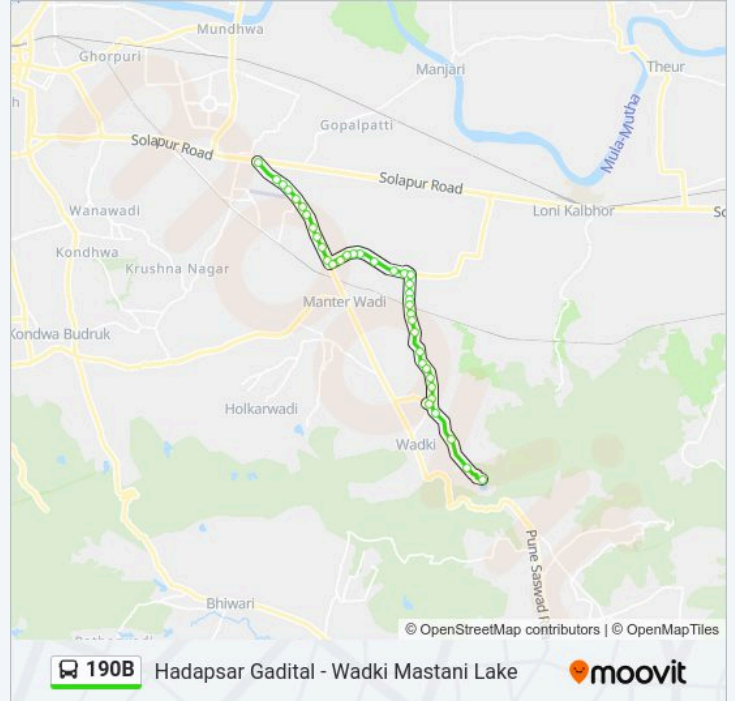 Mundhwa
Ghorpuri
Manjari
Theur
h
Gopalpatti
Mula-Mutha
Solapur Road
Solapur Road
Wanawadi
Loni Kalbhor
Sc
Kondhwa
Krushna Nagar
Manter Wadi
Kondwa Budruk
Holkarwadi
Wadki
Pune Saswad R
Bhiwari
© OpenStreetMap contributors | © OpenMapTiles
190B Hadapsar Gadital - Wadki Mastani Lake moovit